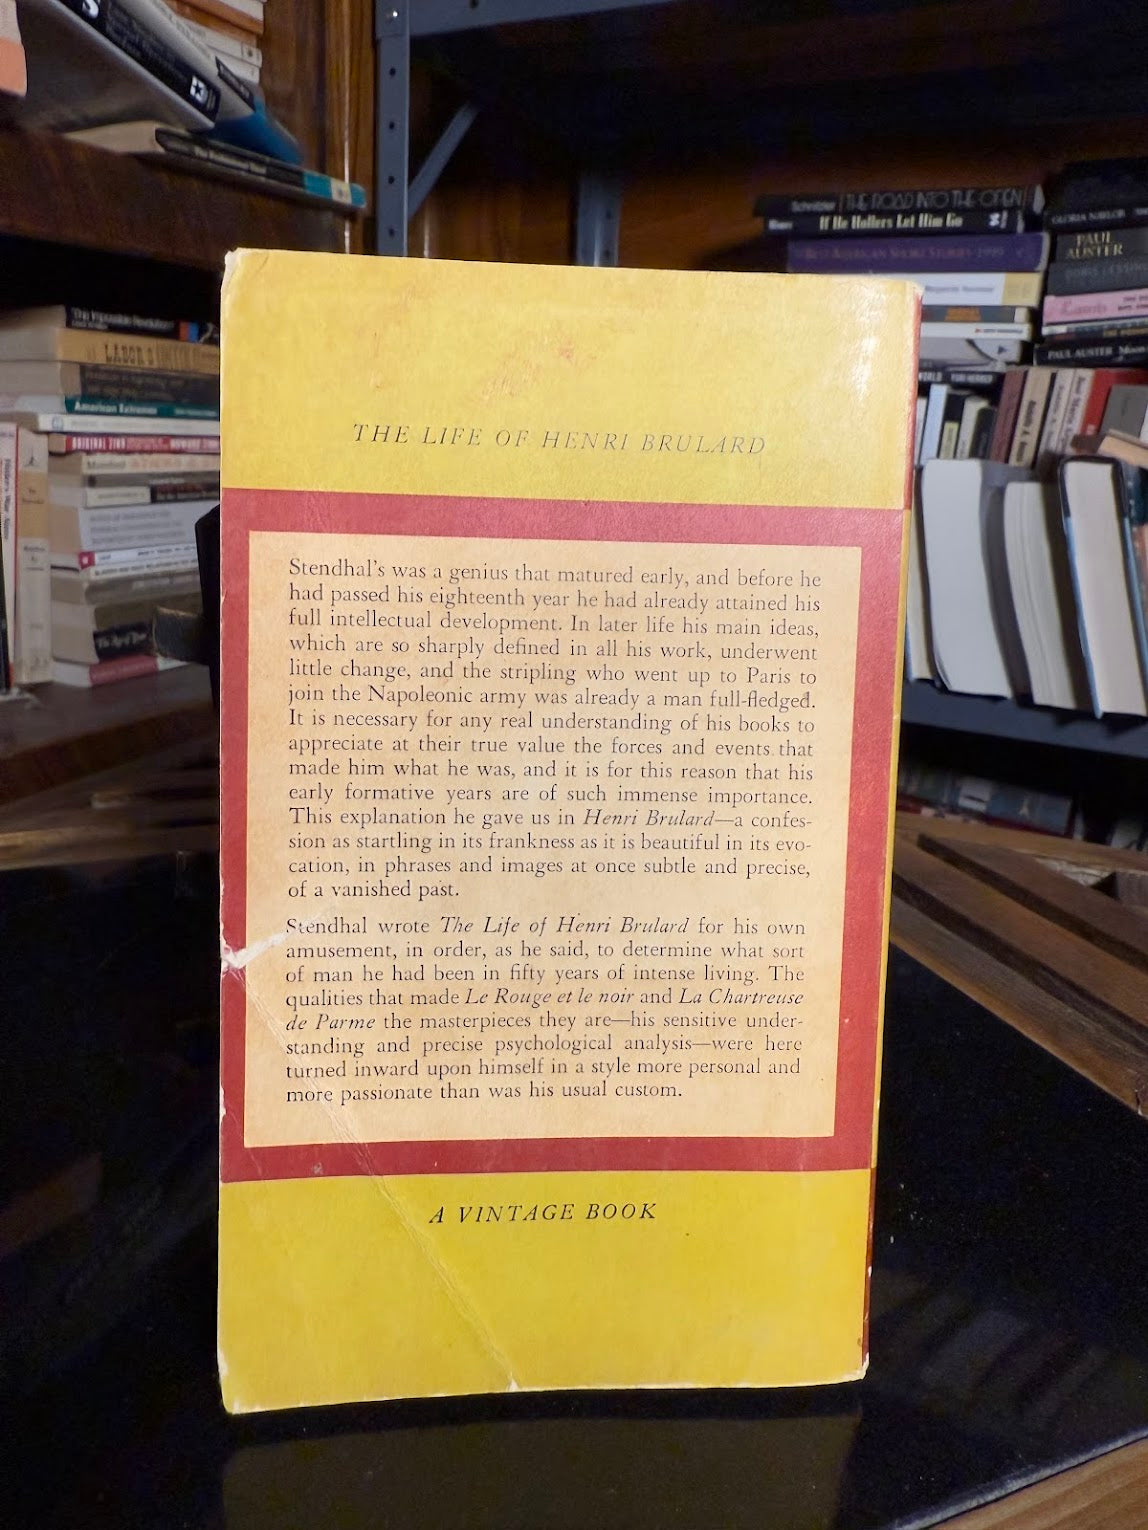 THE ROAD INTO THE OPEN
If He Hollers Let Him Go
GLORIA NAYLOR
PAUL
AUSTER
BEST AMERICAN SHORT STORIES
PAUL AUSTER
LABOR'S
American Extremist
THE LIFE OF HENRI BRULARD
Stendhal's was a genius that matured early, and before he
had passed his eighteenth year he had already attained his
full intellectual development. In later life his main ideas,
which are so sharply defined in all his work, underwent
little change, and the stripling who went up to Paris to
join the Napoleonic army was already a man full-fledged.
It is necessary for any real understanding of his books to
appreciate at their true value the forces and events that
made him what he was, and it is for this reason that his
early formative years are of such immense importance.
This explanation he gave us in Henri Brulard—a confes-
sion as startling in its frankness as it is beautiful in its evo-
cation, in phrases and images at once subtle and precise,
of a vanished past.
Stendhal wrote The Life of Henri Brulard for his own
amusement, in order, as he said, to determine what sort
of man he had been in fifty years of intense living. The
qualities that made Le Rouge et le noir and La Chartreuse
de Parme the masterpieces they are—his sensitive under-
standing and precise psychological analysis—were here
turned inward upon himself in a style more personal and
more passionate than was his usual custom.
A VINTAGE BOOK